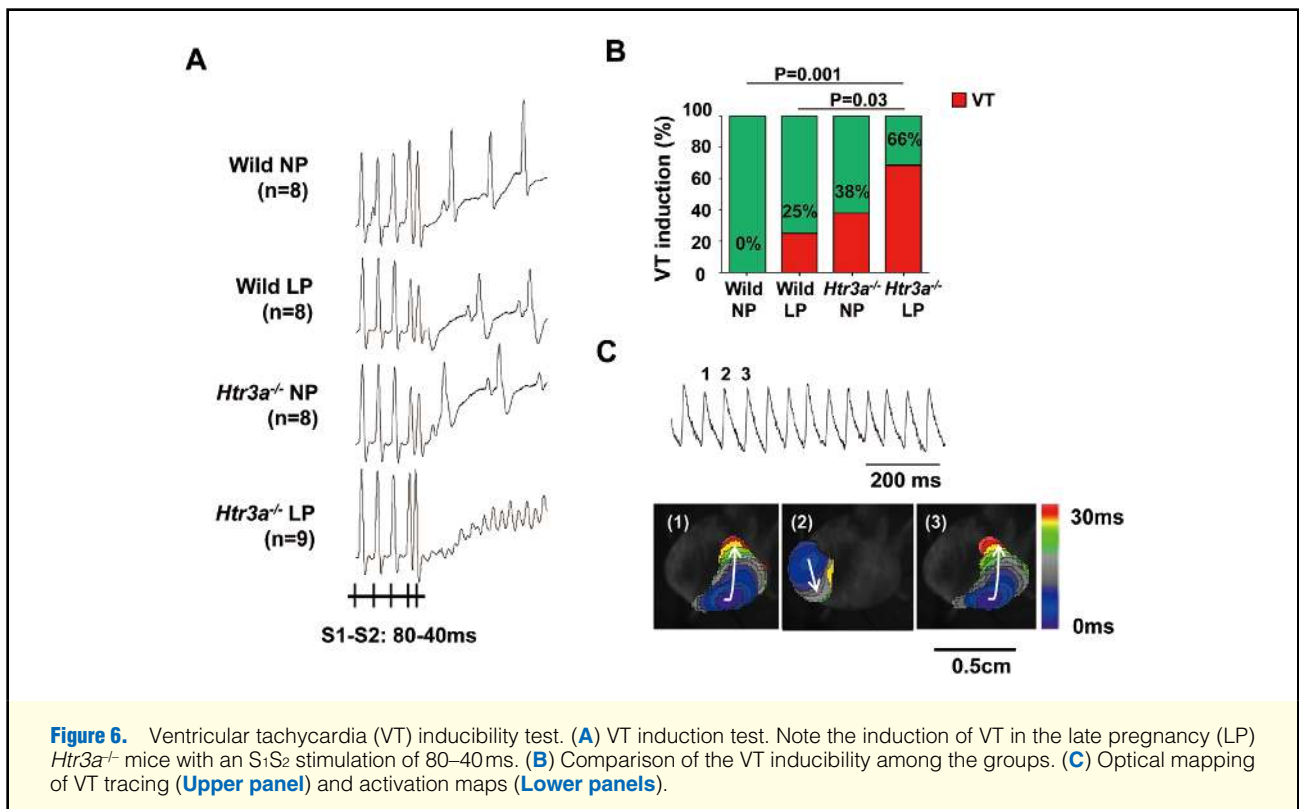 A
Wild NP
(n=8)
Wild LP
(n=8)
Htr3a-/- NP
(n=8)
Htr3a-/- LP
(n=9)
S1-S2: 80-40ms
B
P=0.001
P=0.03
VT
VT induction (%)
100
80
60
40
20
0
0%
25%
38%
66%
Wild NP
Wild LP
Htr3a-/- NP
Htr3a-/- LP
C
1 2 3
200 ms
(1)
(2)
(3)
30ms
0ms
0.5cm
Figure 6. Ventricular tachycardia (VT) inducibility test. (A) VT induction test. Note the induction of VT in the late pregnancy (LP)
Htr3a–/– mice with an S1S2 stimulation of 80–40 ms. (B) Comparison of the VT inducibility among the groups. (C) Optical mapping
of VT tracing (Upper panel) and activation maps (Lower panels).